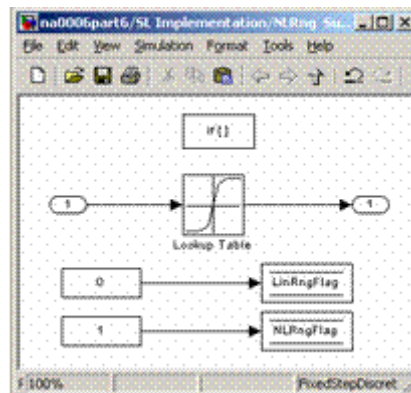 na0006part6/SL Implementation/NLRng Su...
File Edit View Simulation Format Tools Help
if { }
1
1
Lookup Table
0
LinRngFlag
1
NLRngFlag
100%
FixedStepDiscret